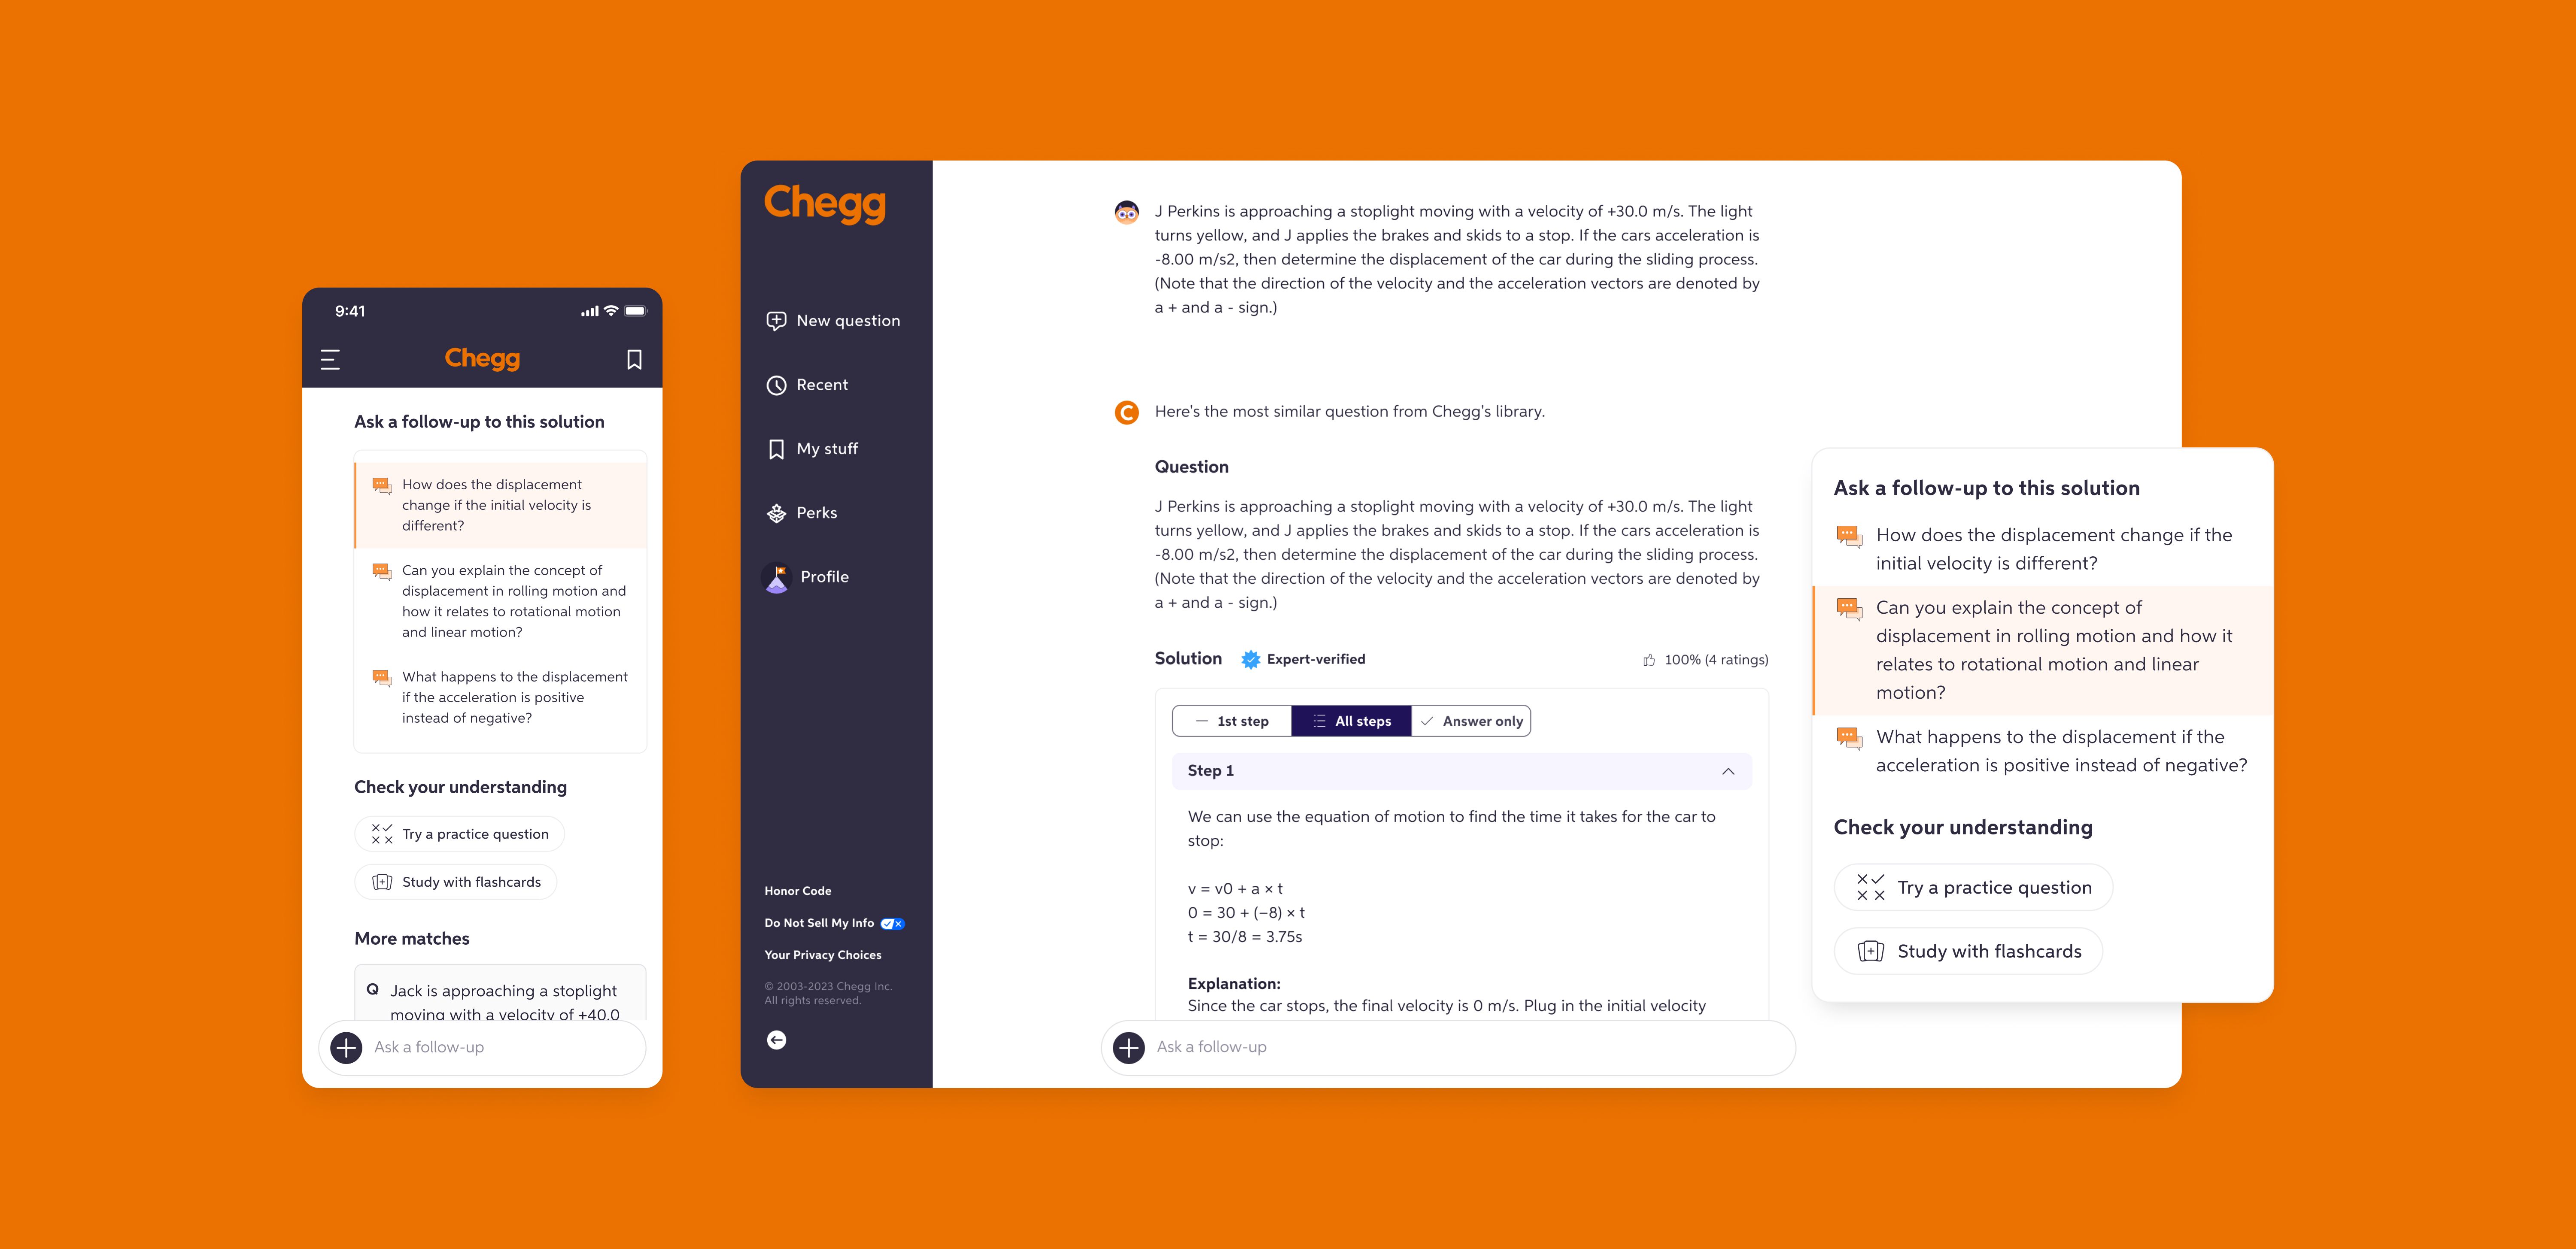 9:41
Chegg
Ask a follow-up to this solution
How does the displacement
change if the initial velocity is
different?
Can you explain the concept of
displacement in rolling motion and
how it relates to rotational motion
and linear motion?
What happens to the displacement
if the acceleration is positive
instead of negative?
Check your understanding
Try a practice question
Study with flashcards
More matches
Q Jack is approaching a stoplight
moving with a velocity of +40.0
Ask a follow-up
Chegg
New question
Recent
My stuff
Perks
Profile
Honor Code
Do Not Sell My Info
Your Privacy Choices
© 2003-2023 Chegg Inc.
All rights reserved.
J Perkins is approaching a stoplight moving with a velocity of +30.0 m/s. The light
turns yellow, and J applies the brakes and skids to a stop. If the cars acceleration is
-8.00 m/s2, then determine the displacement of the car during the sliding process.
(Note that the direction of the velocity and the acceleration vectors are denoted by
a + and a - sign.)
C Here's the most similar question from Chegg's library.
Question
J Perkins is approaching a stoplight moving with a velocity of +30.0 m/s. The light
turns yellow, and J applies the brakes and skids to a stop. If the cars acceleration is
-8.00 m/s2, then determine the displacement of the car during the sliding process.
(Note that the direction of the velocity and the acceleration vectors are denoted by
a + and a - sign.)
Solution Expert-verified 100% (4 ratings)
1st step All steps Answer only
Step 1
We can use the equation of motion to find the time it takes for the car to
stop:
v = v0 + a × t
0 = 30 + (−8) × t
t = 30/8 = 3.75s
Explanation:
Since the car stops, the final velocity is 0 m/s. Plug in the initial velocity
Ask a follow-up
Ask a follow-up to this solution
How does the displacement change if the
initial velocity is different?
Can you explain the concept of
displacement in rolling motion and how it
relates to rotational motion and linear
motion?
What happens to the displacement if the
acceleration is positive instead of negative?
Check your understanding
Try a practice question
Study with flashcards